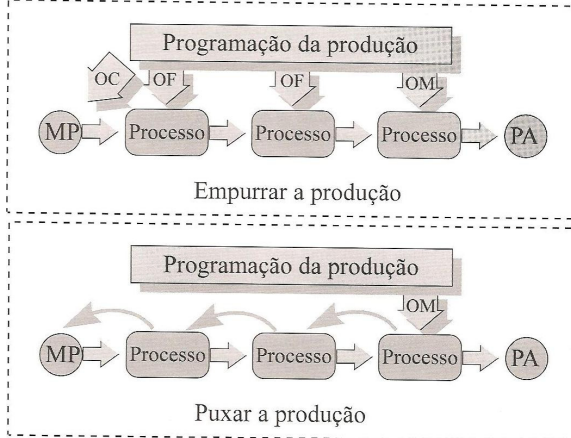 Programação da produção
OC OF OF OM
MP Processo Processo Processo PA
Empurrar a produção
Programação da produção
OM
MP Processo Processo Processo PA
Puxar a produção